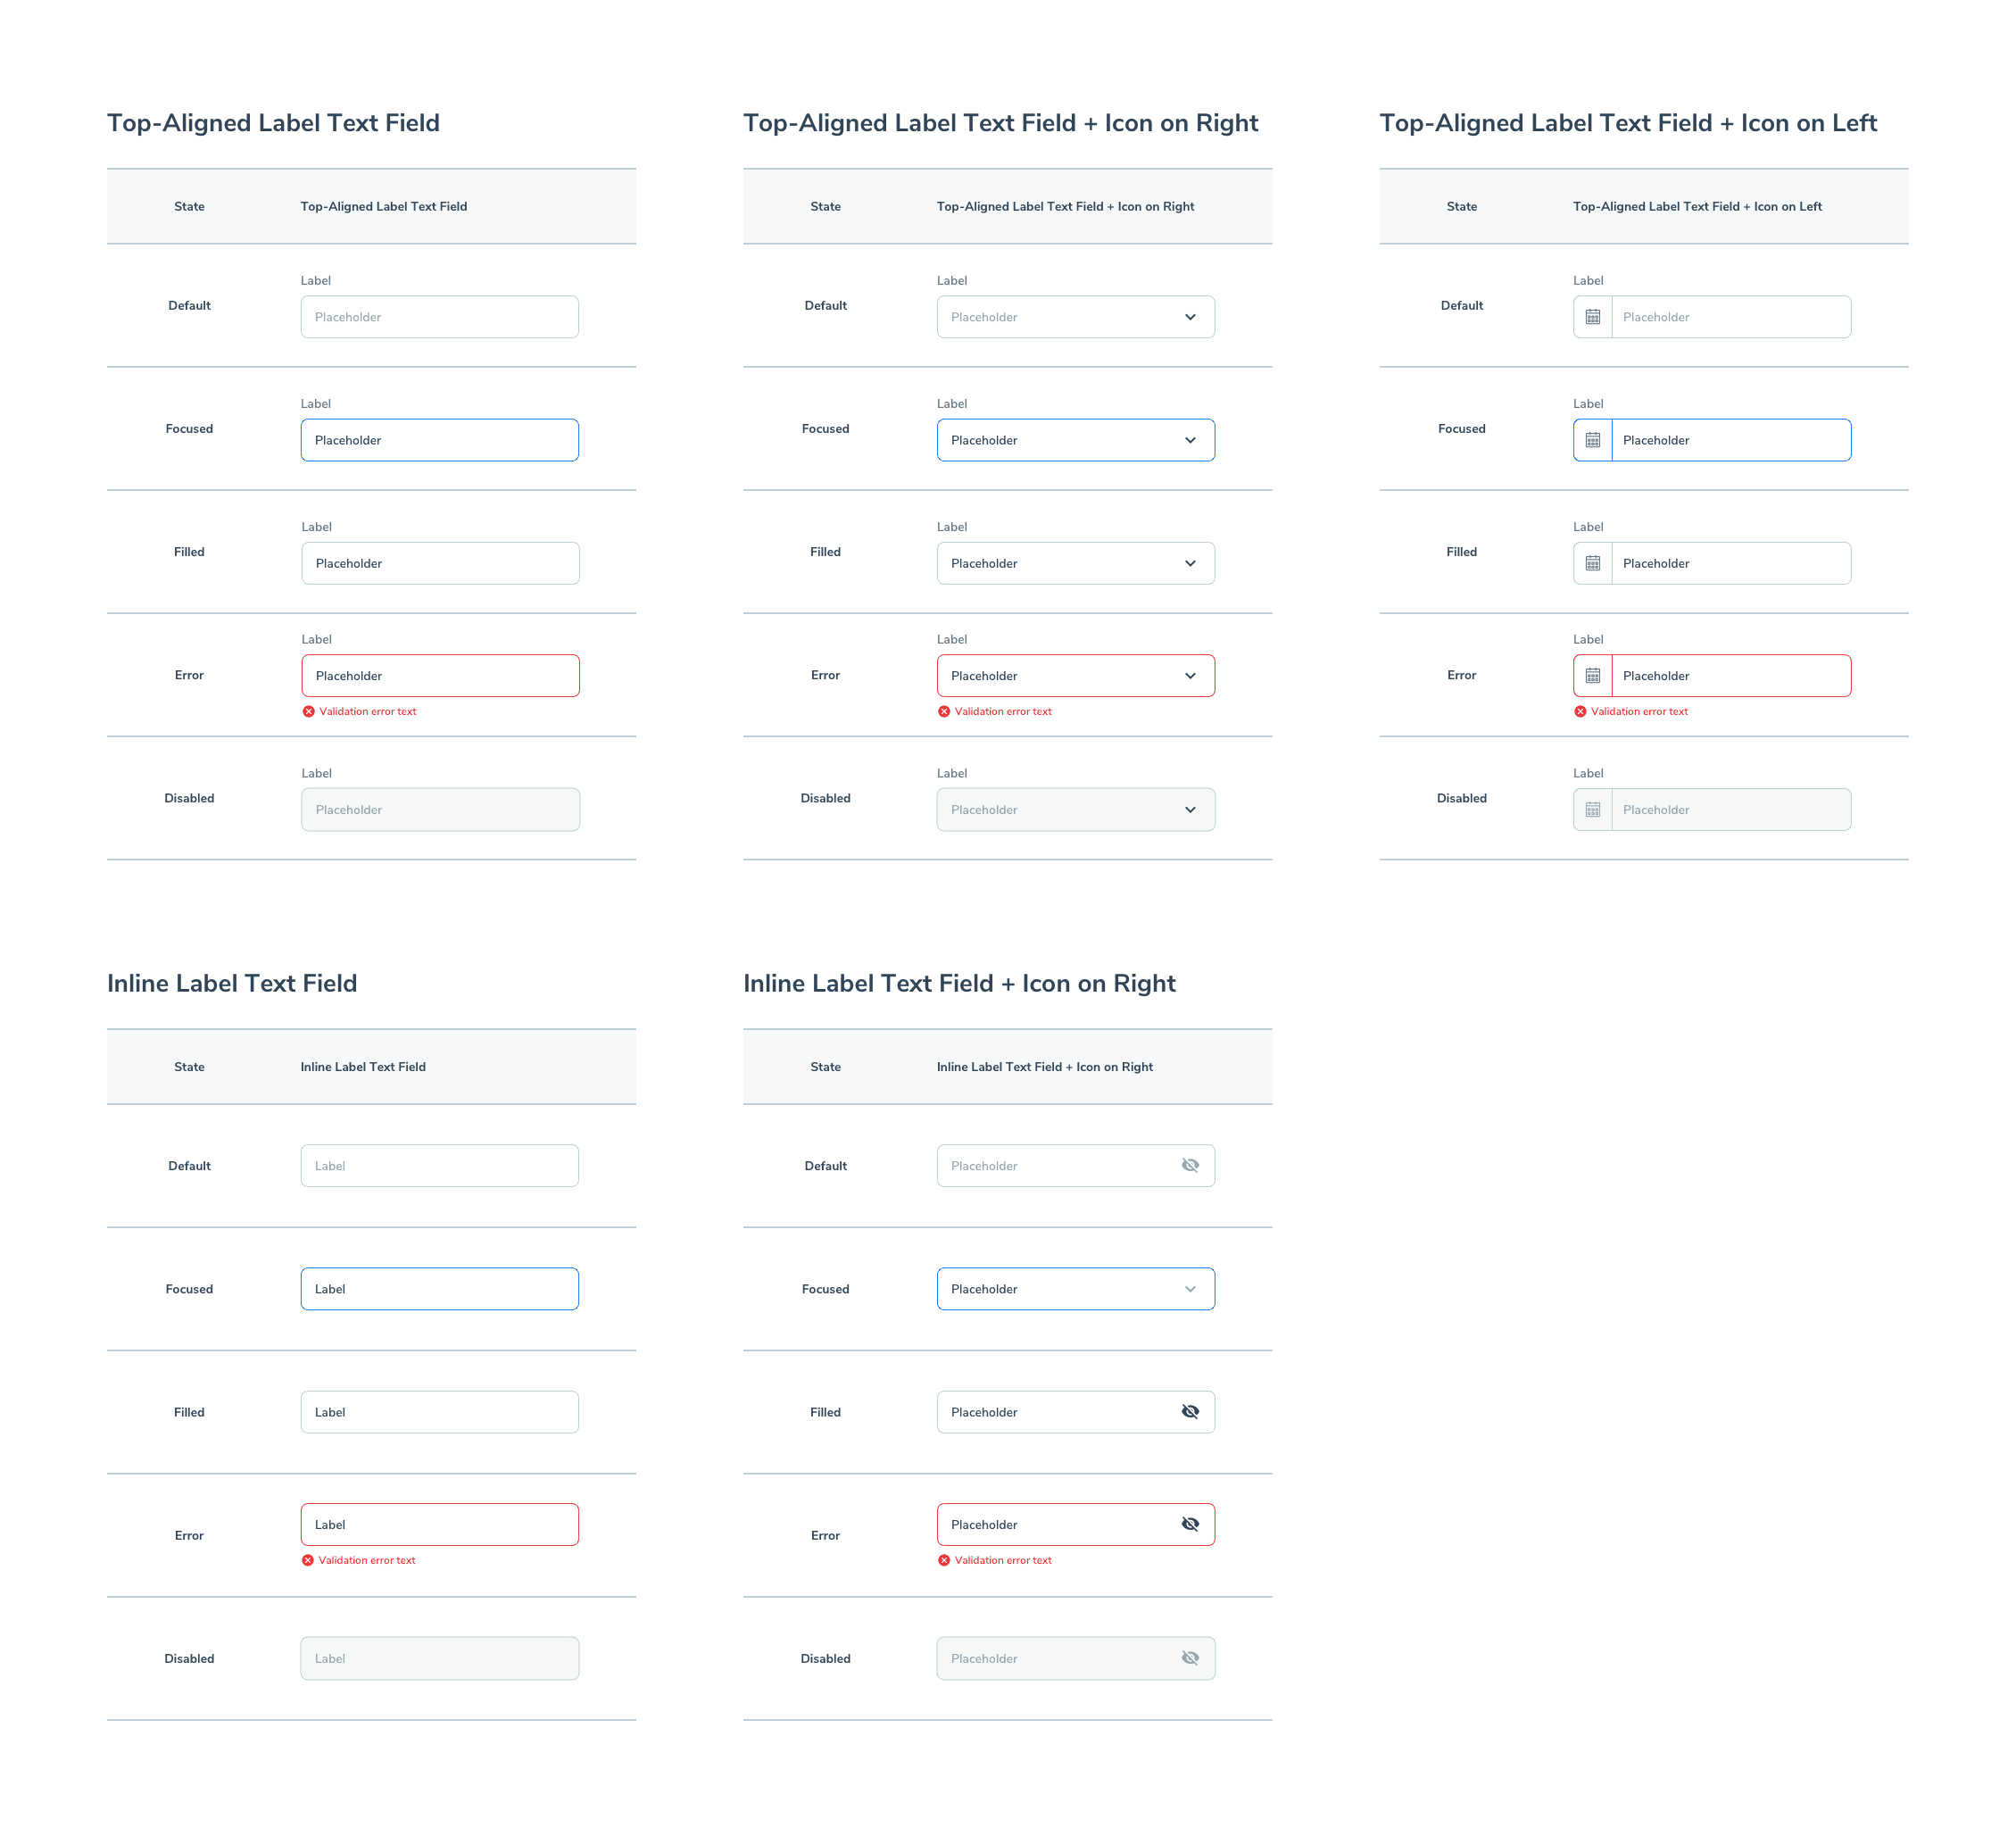 Top-Aligned Label Text Field
State Top-Aligned Label Text Field
Label
Default
Placeholder
Label
Focused
Placeholder
Label
Filled
Placeholder
Label
Error
Placeholder
Validation error text
Label
Disabled
Placeholder
Top-Aligned Label Text Field + Icon on Right
State Top-Aligned Label Text Field + Icon on Right
Label
Default
Placeholder
Label
Focused
Placeholder
Label
Filled
Placeholder
Label
Error
Placeholder
Validation error text
Label
Disabled
Placeholder
Top-Aligned Label Text Field + Icon on Left
State Top-Aligned Label Text Field + Icon on Left
Label
Default
Placeholder
Label
Focused
Placeholder
Label
Filled
Placeholder
Label
Error
Placeholder
Validation error text
Label
Disabled
Placeholder
Inline Label Text Field
State Inline Label Text Field
Default Label
Focused Label
Filled Label
Label
Error
Validation error text
Disabled Label
Inline Label Text Field + Icon on Right
State Inline Label Text Field + Icon on Right
Default Placeholder
Focused Placeholder
Filled Placeholder
Placeholder
Error
Validation error text
Disabled Placeholder